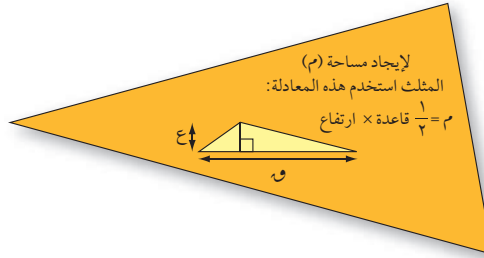 لإيجاد مساحة (م)
المثلث استخدم هذه المعادلة:
م = ١/٢ قاعدة × ارتفاع
ع
ق